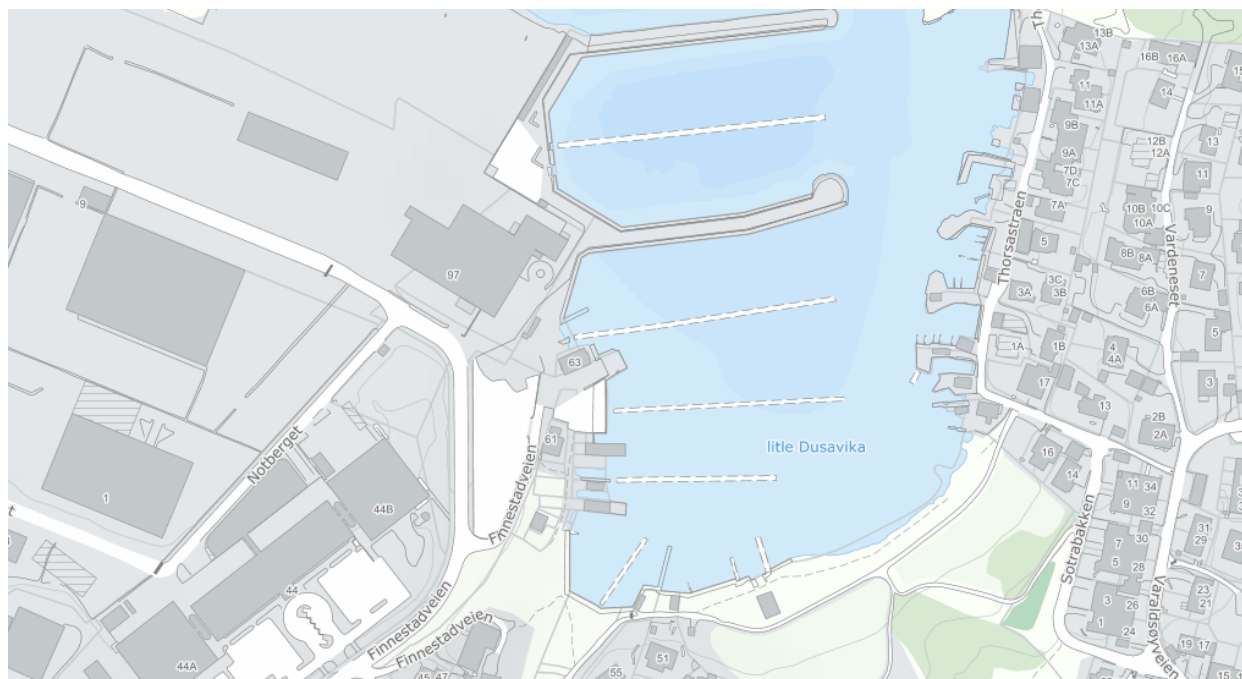 13B
13A
16B
16A
11
11A
14
9B
12B
12A
13
9A
7D
7C
11
7A
10B
10C
10A
9
5
8B
8A
7
Thorsastraen
Vardeneset
3C
3A
3B
6B
6A
9
97
5
1A
1B
4
4A
63
17
13
3
2B
2A
61
litle Dusavika
Notberget
Finnestadveien
16
14
1
44B
11
34
9
32
31
29
30
7
5
28
Sotrabakken
Varaldsøyveien
3
26
23
21
1
24
44
Finnestadveien
Finnestadveien
44A
51
55
45
47
19
17
15